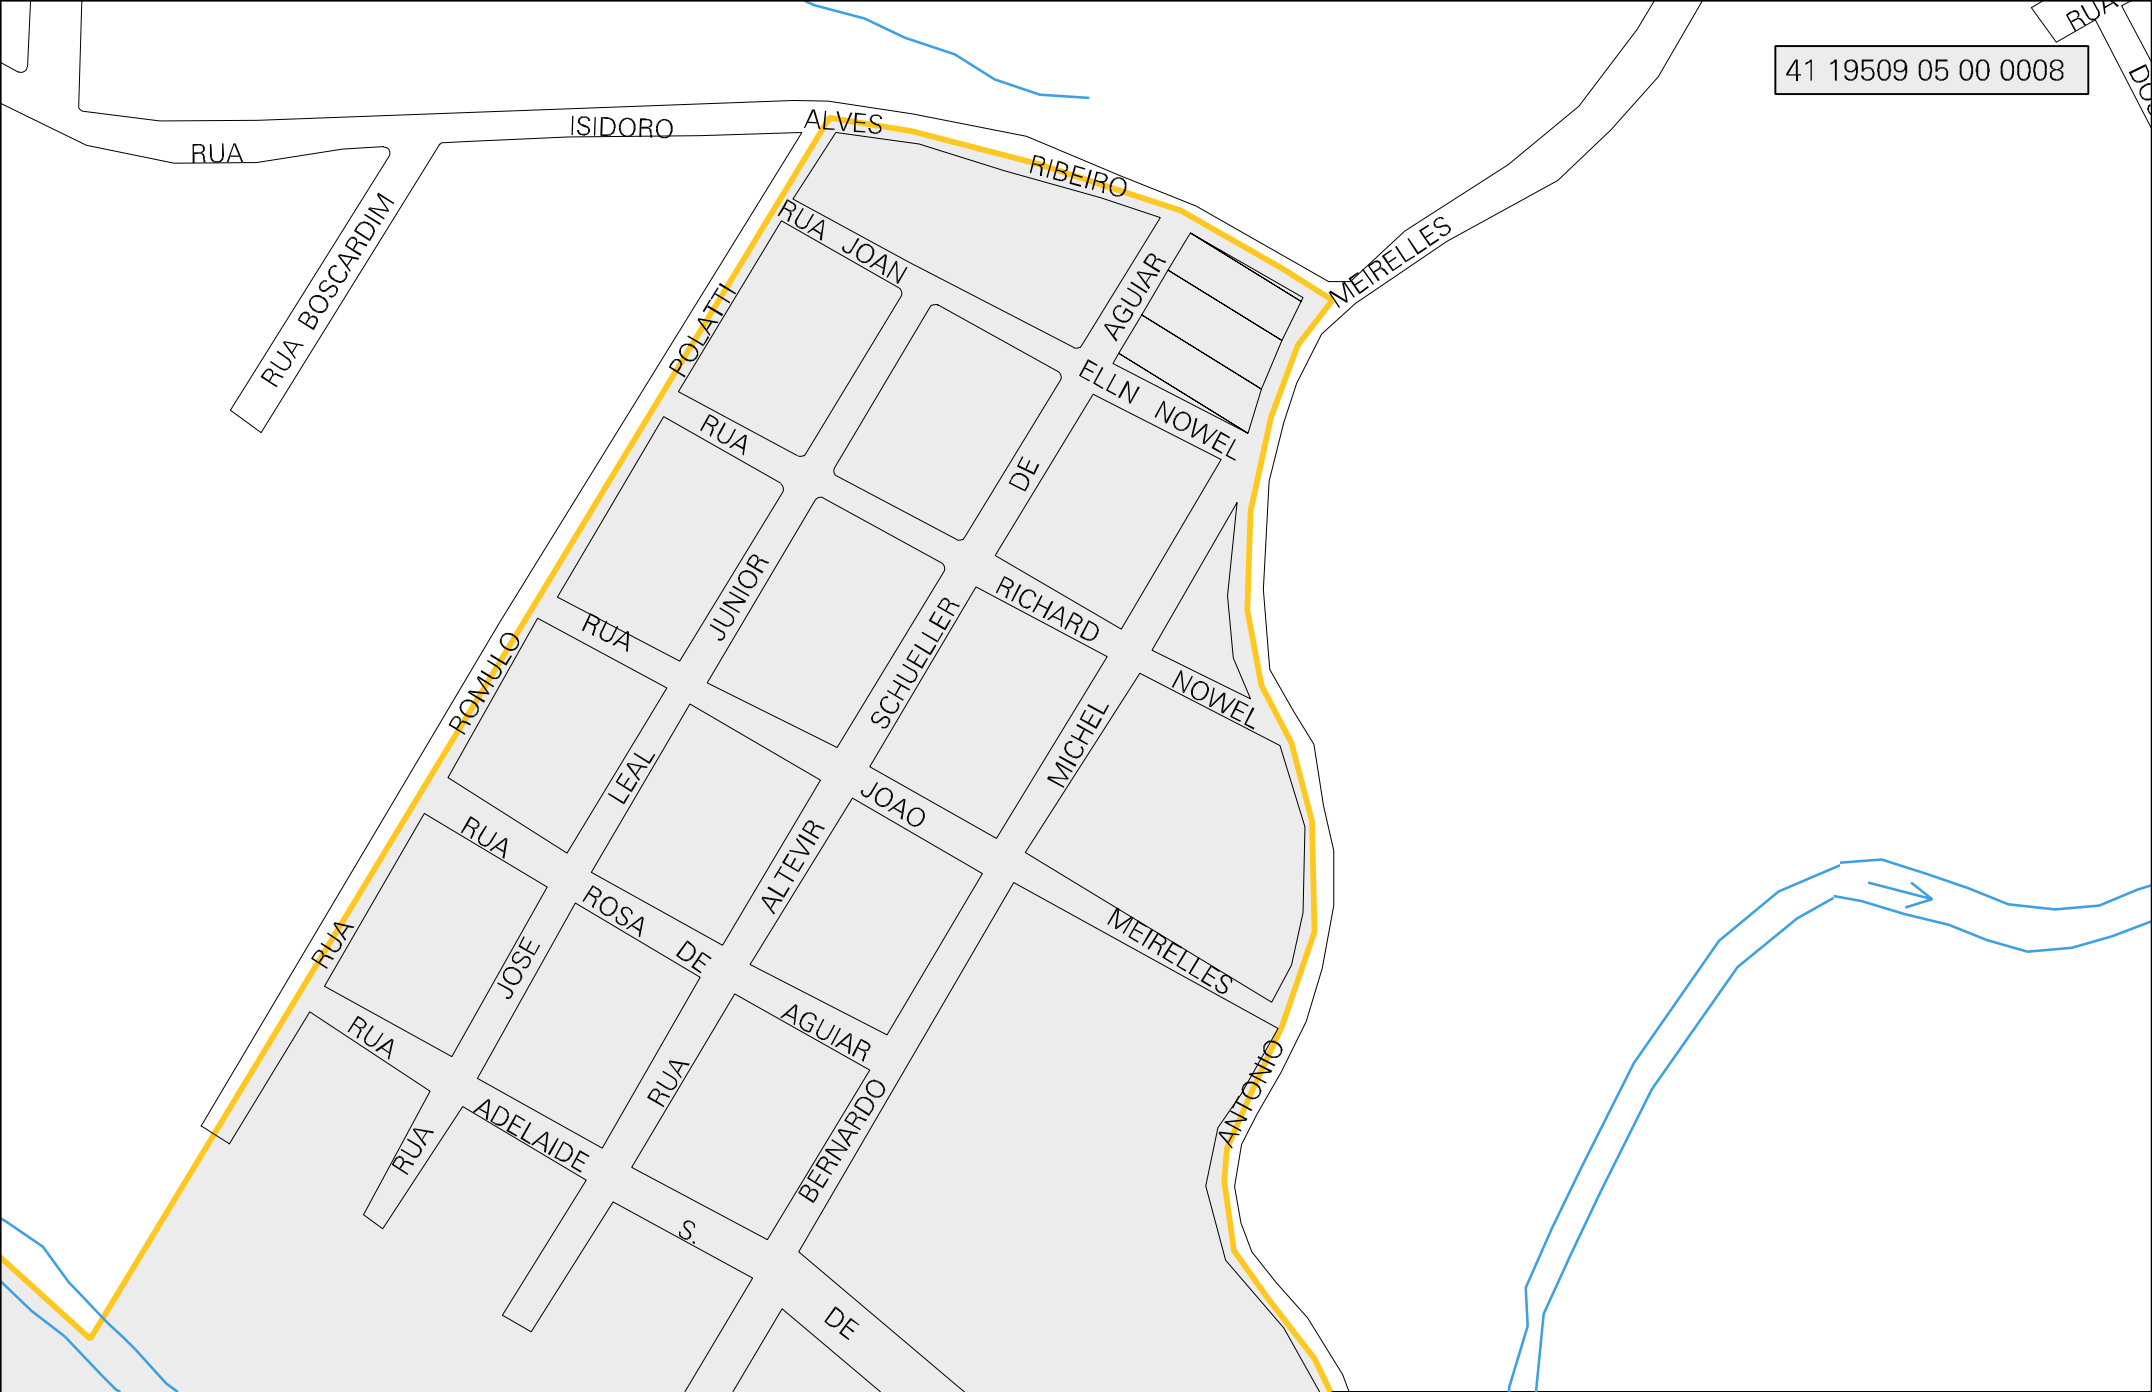 RUA
DOS
41 19509 05 00 0008
RUA ISIDORO ALVES RIBEIRO MEIRELLES
RUA BOSCARDIM
RUA JOAN ELLN NOWEL
RUA RICHARD NOWEL
RUA JOAO MEIRELLES
RUA ROSA DE AGUIAR
RUA ADELAIDE S. DE
RUA ROMULO POLATTI
RUA JOSE LEAL JUNIOR
RUA ALTEVIR SCHUELLER DE AGUIAR
BERNARDO MICHEL
ANTONIO